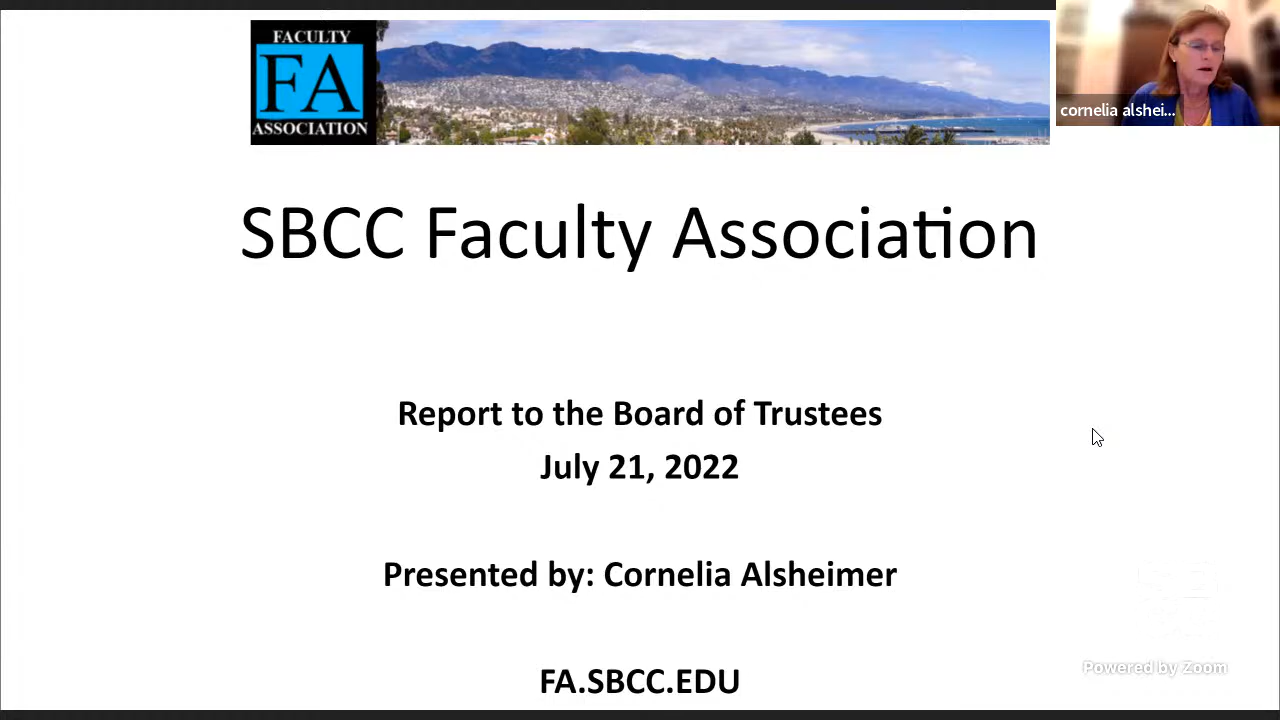 FACULTY
FA
ASSOCIATION
cornelia alshei...
SBCC Faculty Association
Report to the Board of Trustees
July 21, 2022
Presented by: Cornelia Alsheimer
Powered by Zoom
FA.SBCC.EDU